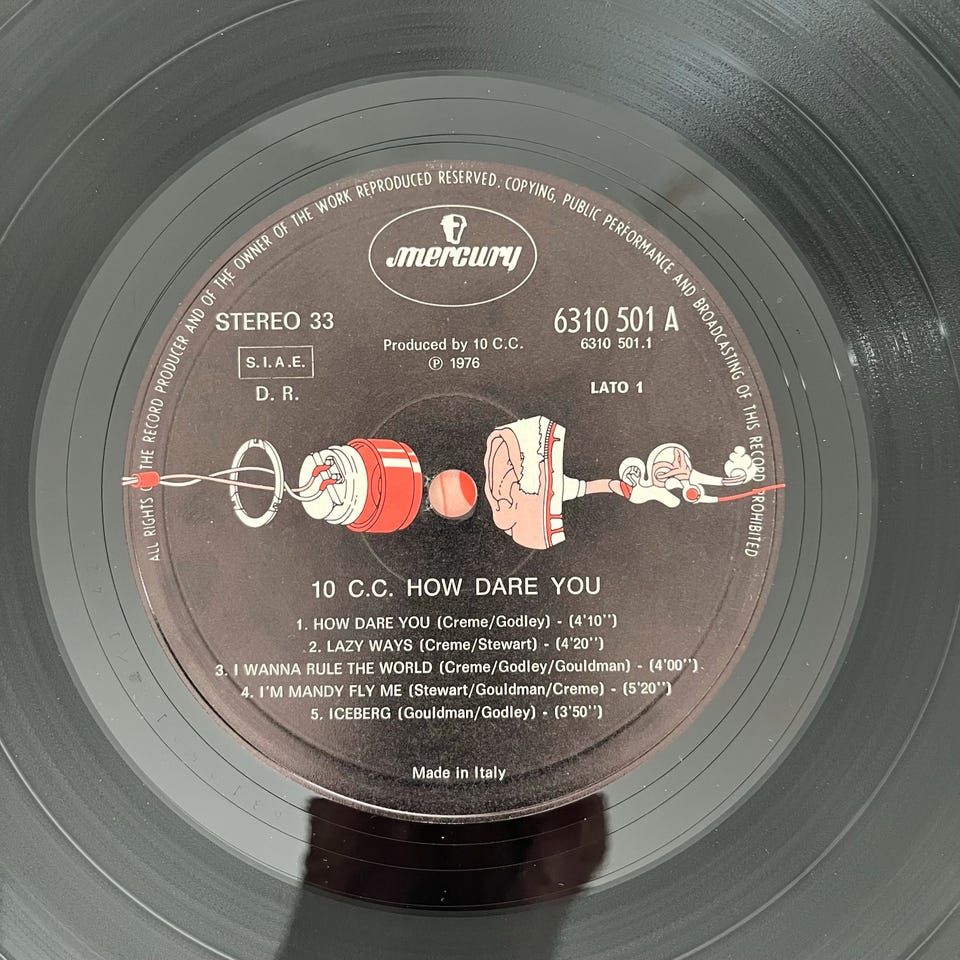 ALL RIGHTS OF THE RECORD PRODUCER AND OF THE OWNER OF THE WORK REPRODUCED RESERVED. COPYING, PUBLIC PERFORMANCE AND BROADCASTING OF THIS RECORD PROHIBITED
mercury
STEREO 33
6310 501 A
6310 501.1
Produced by 10 C.C.
℗ 1976
S.I.A.E.
D. R.
LATO 1
10 C.C. HOW DARE YOU
1. HOW DARE YOU (Creme/Godley) - (4'10'')
2. LAZY WAYS (Creme/Stewart) - (4'20'')
3. I WANNA RULE THE WORLD (Creme/Godley/Gouldman) - (4'00'')
4. I'M MANDY FLY ME (Stewart/Gouldman/Creme) - (5'20'')
5. ICEBERG (Gouldman/Godley) - (3'50'')
Made in Italy